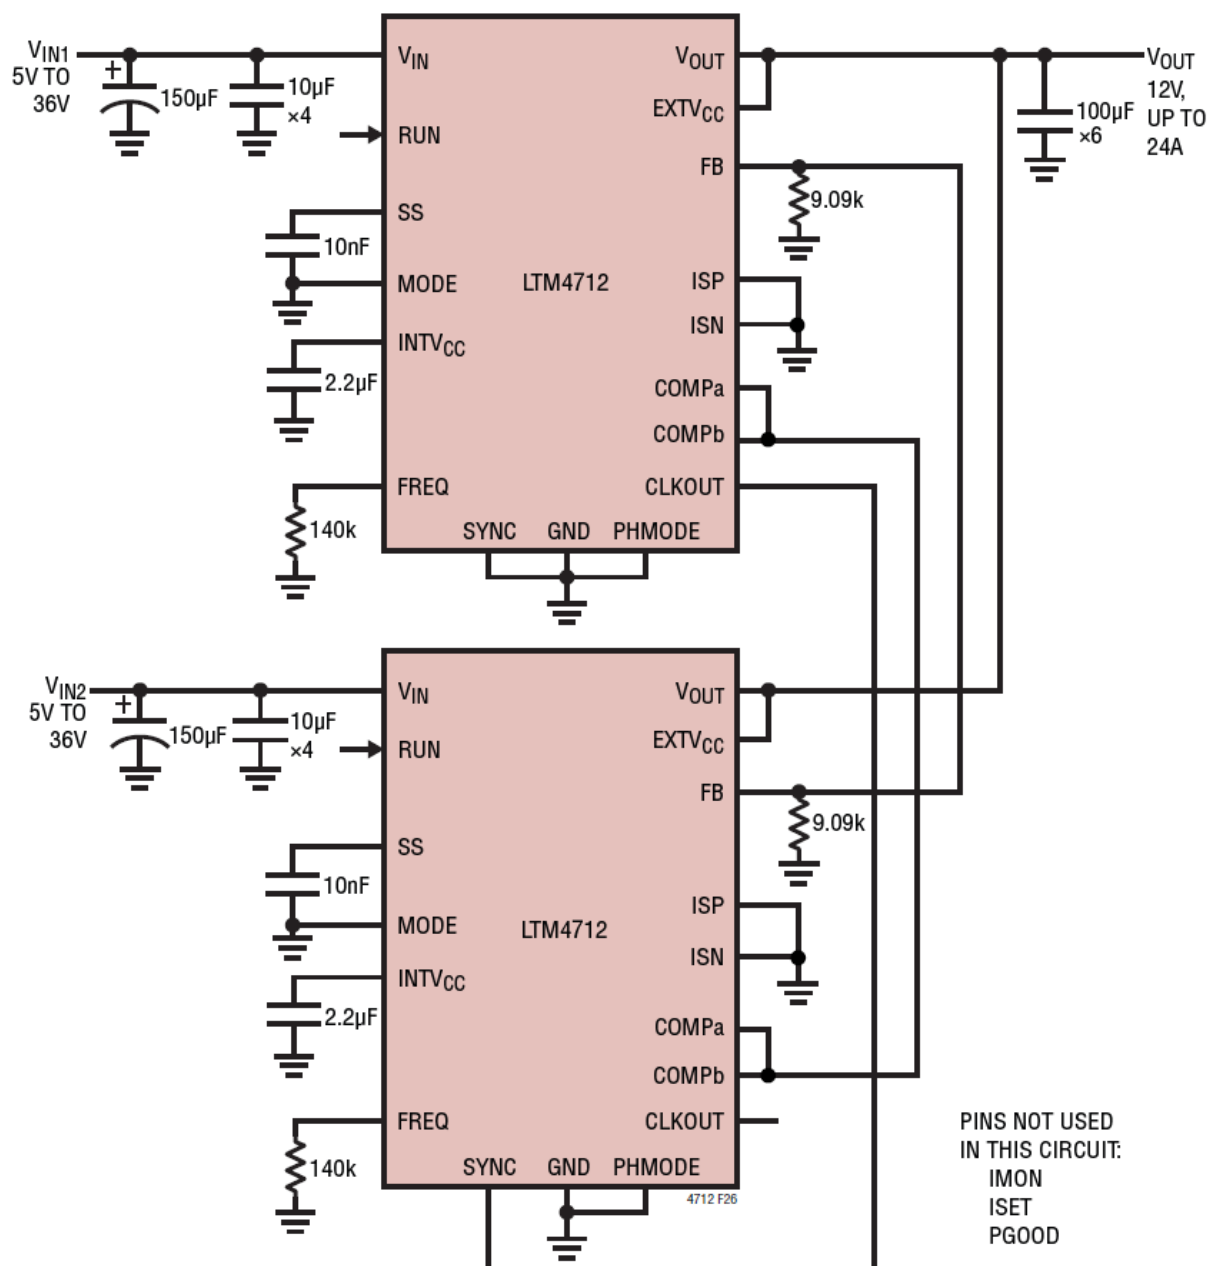 VIN1
5V TO
36V
+
150µF
10µF
×4
VIN
RUN
SS
10nF
MODE
INTVCC
2.2µF
FREQ
140k
LTM4712
SYNC GND PHMODE
VOUT
EXTVCC
FB
9.09k
ISP
ISN
COMPa
COMPb
CLKOUT
100µF
×6
VOUT
12V,
UP TO
24A
VIN2
5V TO
36V
+
150µF
10µF
×4
VIN
RUN
SS
10nF
MODE
INTVCC
2.2µF
FREQ
140k
LTM4712
SYNC GND PHMODE
VOUT
EXTVCC
FB
9.09k
ISP
ISN
COMPa
COMPb
CLKOUT
4712 F26
PINS NOT USED
IN THIS CIRCUIT:
IMON
ISET
PGOOD